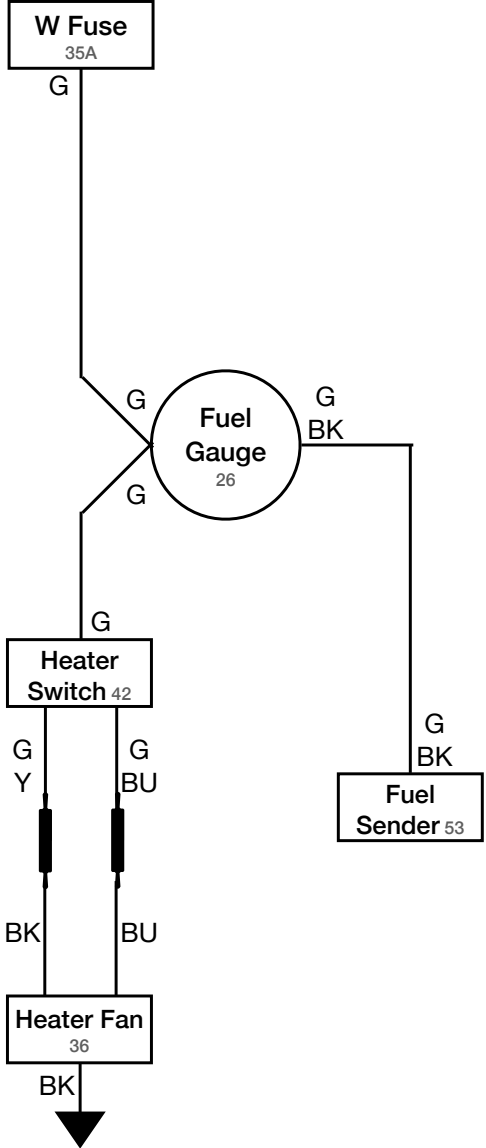 W Fuse
35A
G
G
Fuel
Gauge
26
G
BK
G
G
Heater
Switch 42
G
Y
G
BU
G
BK
Fuel
Sender 53
BK
BU
Heater Fan
36
BK